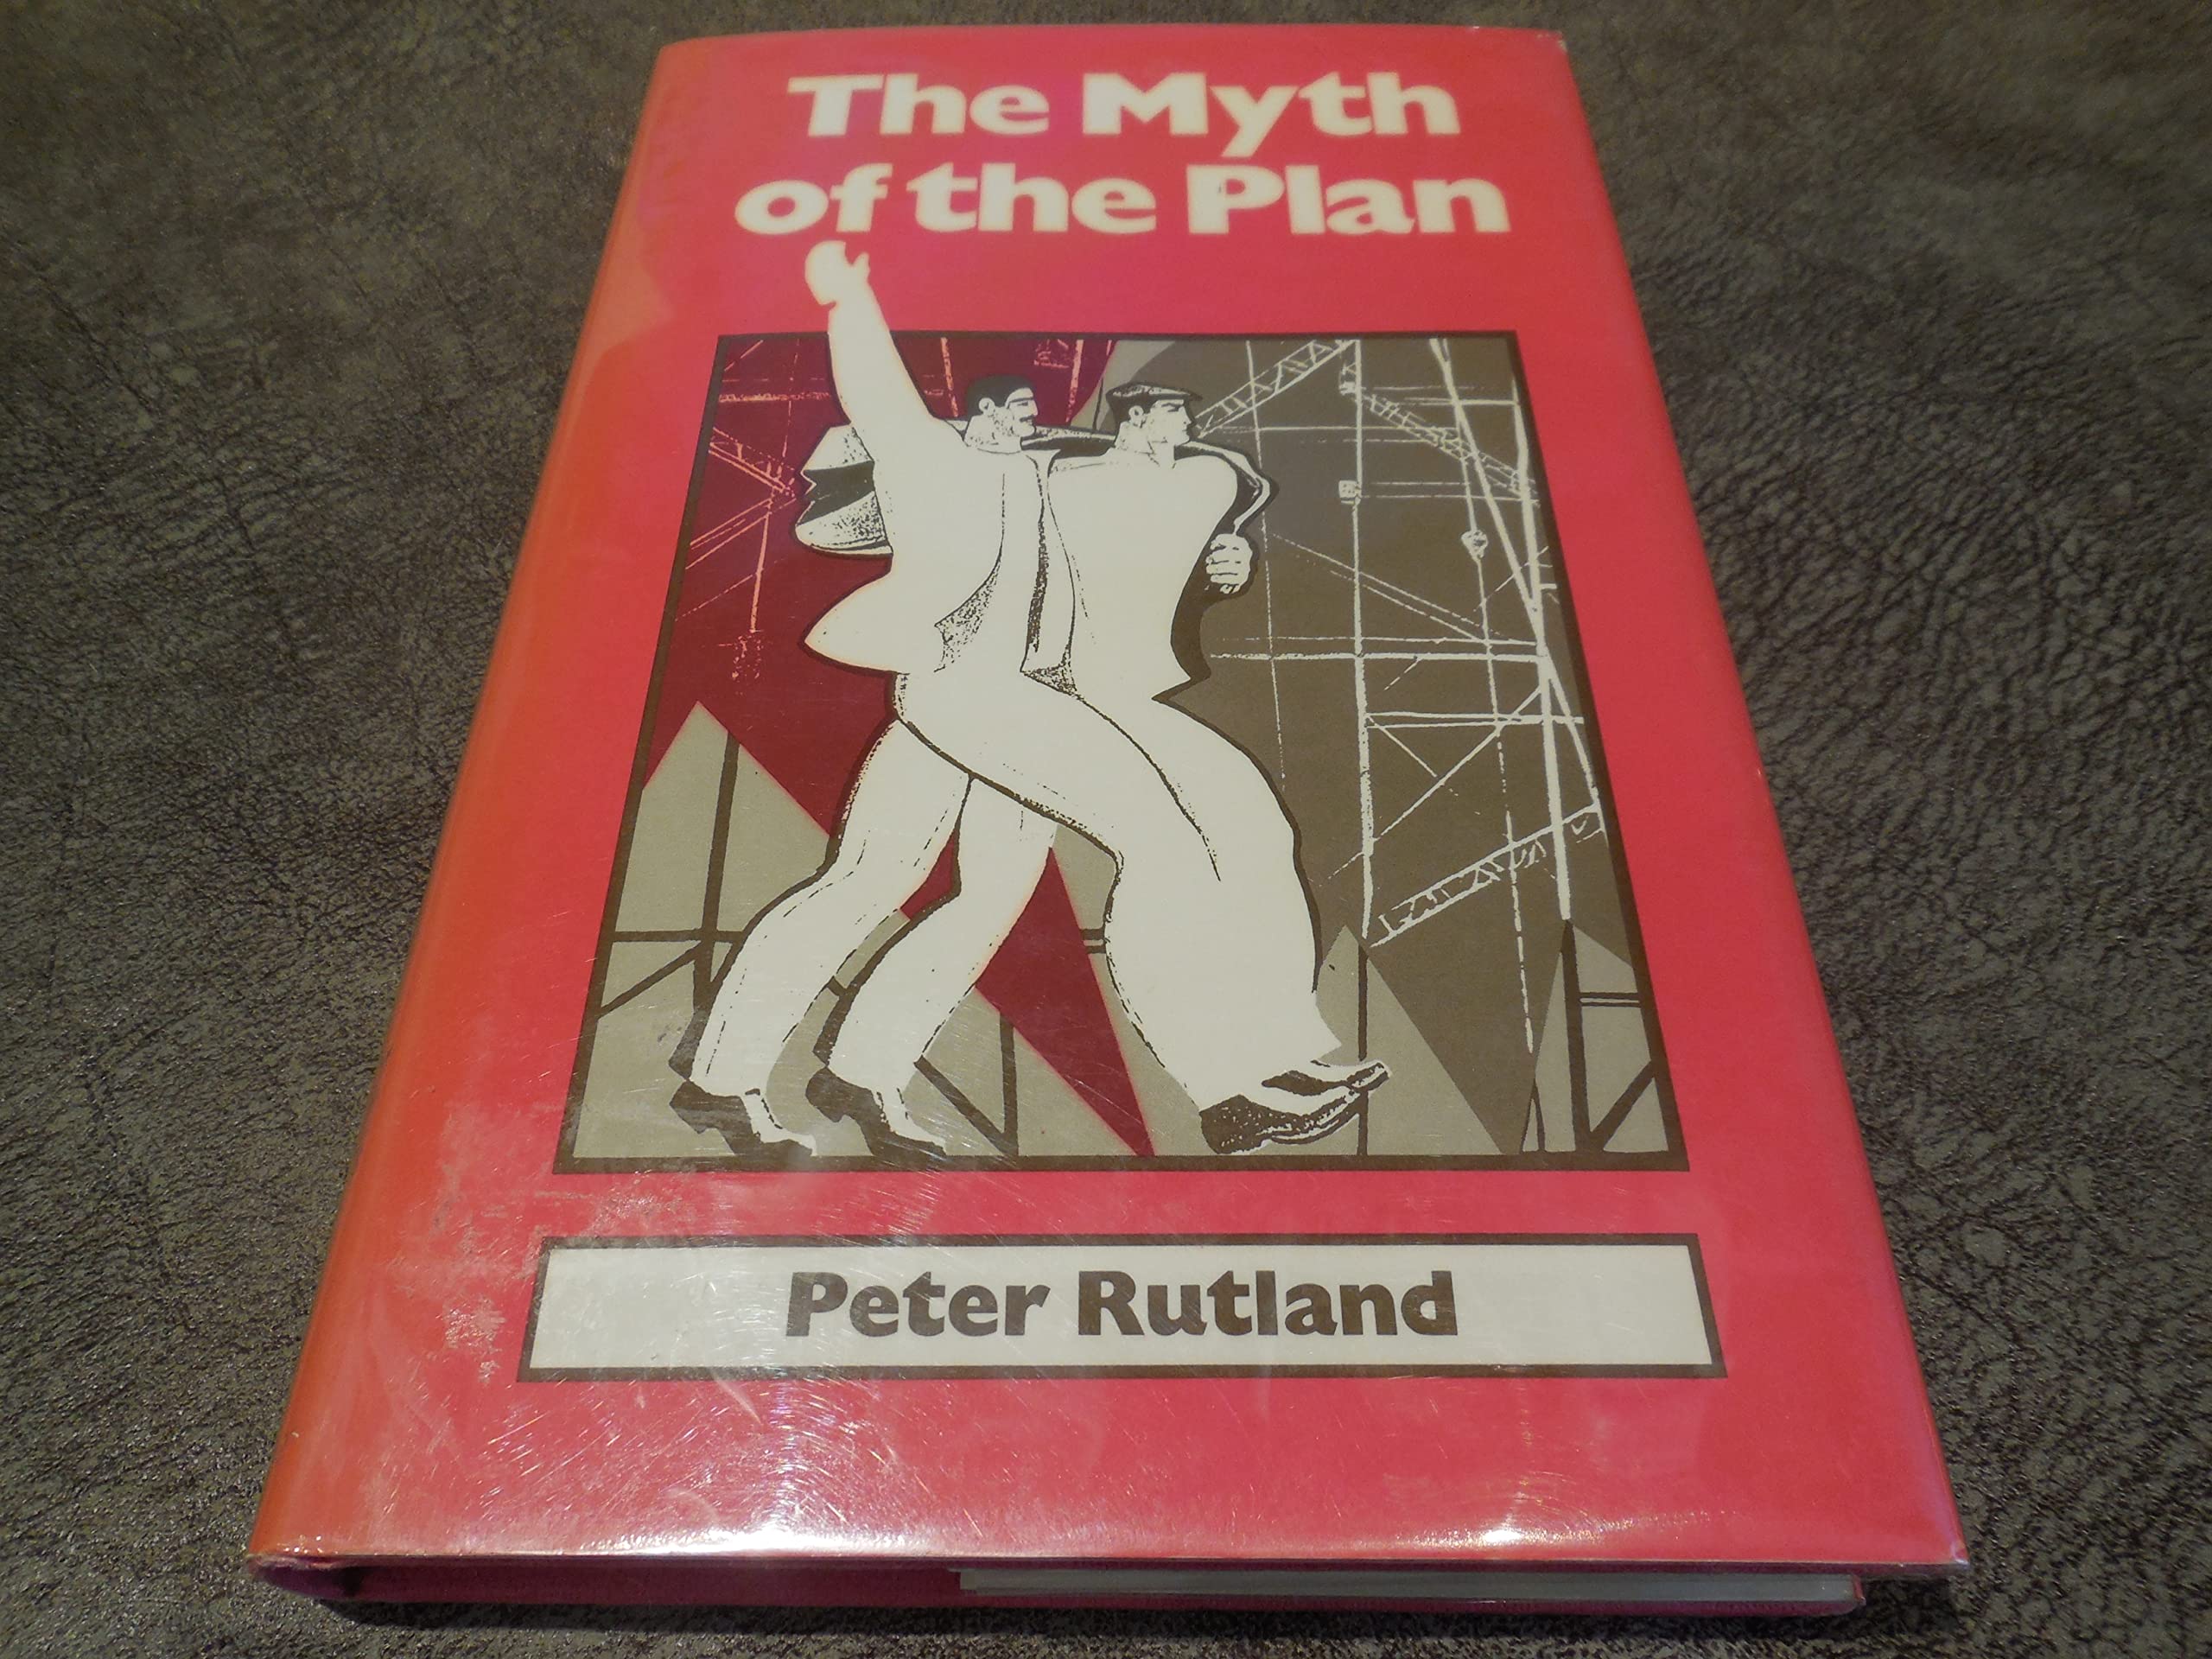 The Myth
of the Plan
Peter Rutland